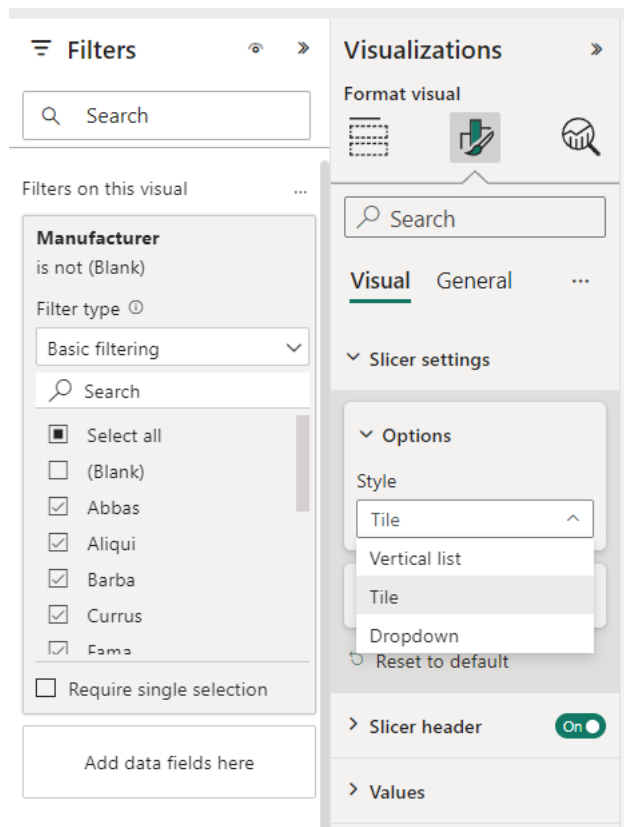 Filters
Search
Filters on this visual
...
Manufacturer
is not (Blank)
Filter type
Basic filtering
Search
Select all
(Blank)
Abbas
Aliqui
Barba
Currus
Fama
Require single selection
Add data fields here
Visualizations
Format visual
Search
Visual General ...
Slicer settings
Options
Style
Tile
Vertical list
Tile
Dropdown
Reset to default
Slicer header On
Values